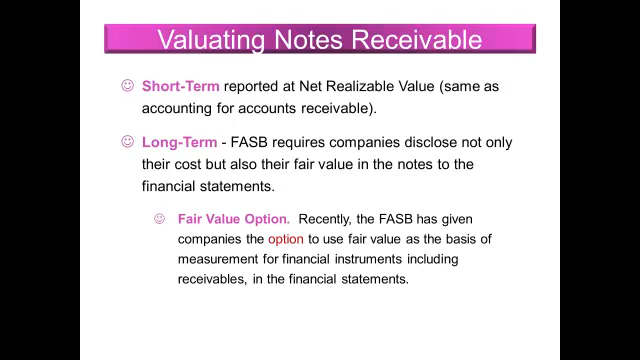 Valuating Notes Receivable
Short-Term reported at Net Realizable Value (same as
accounting for accounts receivable).
Long-Term - FASB requires companies disclose not only
their cost but also their fair value in the notes to the
financial statements.
Fair Value Option. Recently, the FASB has given
companies the option to use fair value as the basis of
measurement for financial instruments including
receivables, in the financial statements.